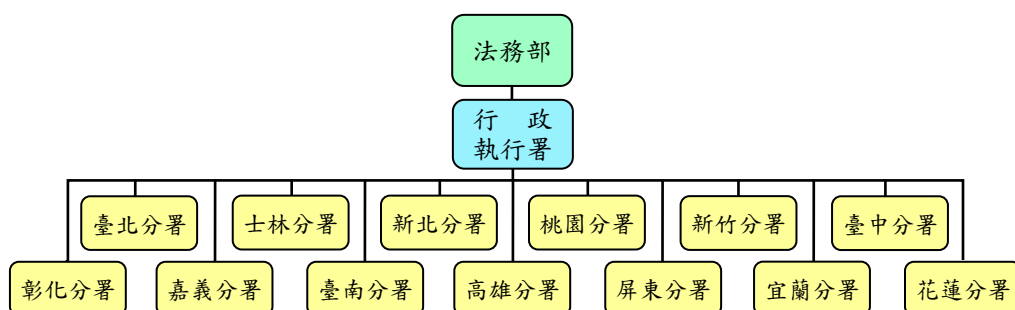 法務部
行 政
執行署
臺北分署
士林分署
新北分署
桃園分署
新竹分署
臺中分署
彰化分署
嘉義分署
臺南分署
高雄分署
屏東分署
宜蘭分署
花蓮分署